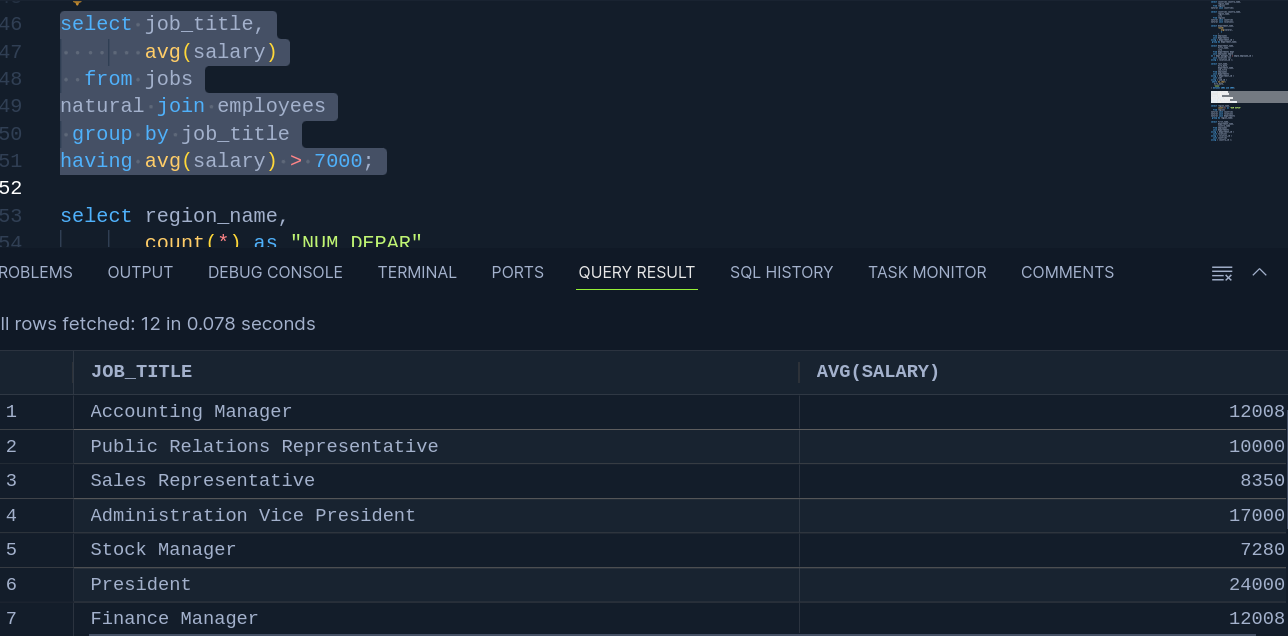 46 select job_title,
47 avg(salary)
48 from jobs
49 natural join employees
50 group by job_title
51 having avg(salary) > 7000;
52
53 select region_name,
54 count(*) as "NUM_DEPAR"
ROBLEMS OUTPUT DEBUG CONSOLE TERMINAL PORTS QUERY RESULT SQL HISTORY TASK MONITOR COMMENTS
ll rows fetched: 12 in 0.078 seconds
JOB_TITLE AVG(SALARY)
1 Accounting Manager 12008
2 Public Relations Representative 10000
3 Sales Representative 8350
4 Administration Vice President 17000
5 Stock Manager 7280
6 President 24000
7 Finance Manager 12008